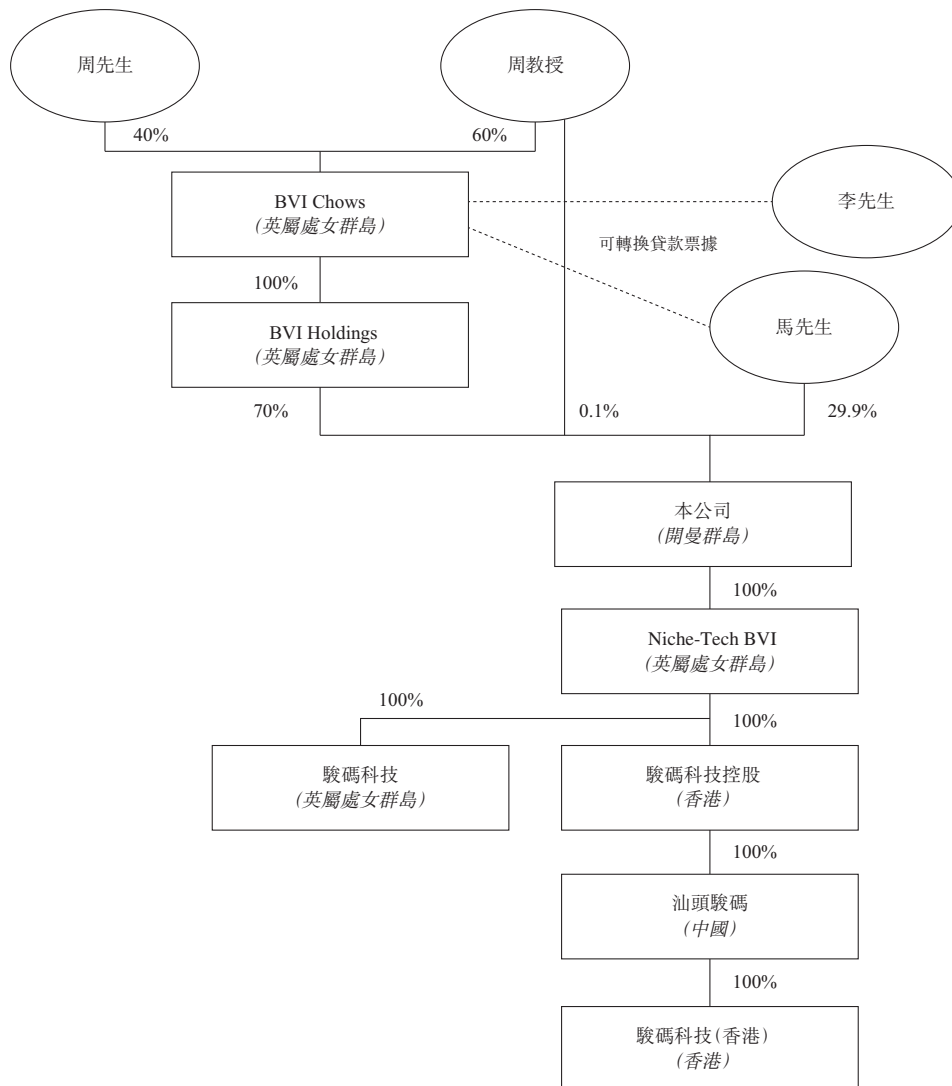 周先生
周教授
40%
60%
BVI Chows
(英屬處女群島)
李先生
可轉換貸款票據
100%
BVI Holdings
(英屬處女群島)
馬先生
70%
0.1%
29.9%
本公司
(開曼群島)
100%
Niche-Tech BVI
(英屬處女群島)
100%
100%
駿碼科技
(英屬處女群島)
駿碼科技控股
(香港)
100%
汕頭駿碼
(中國)
100%
駿碼科技(香港)
(香港)